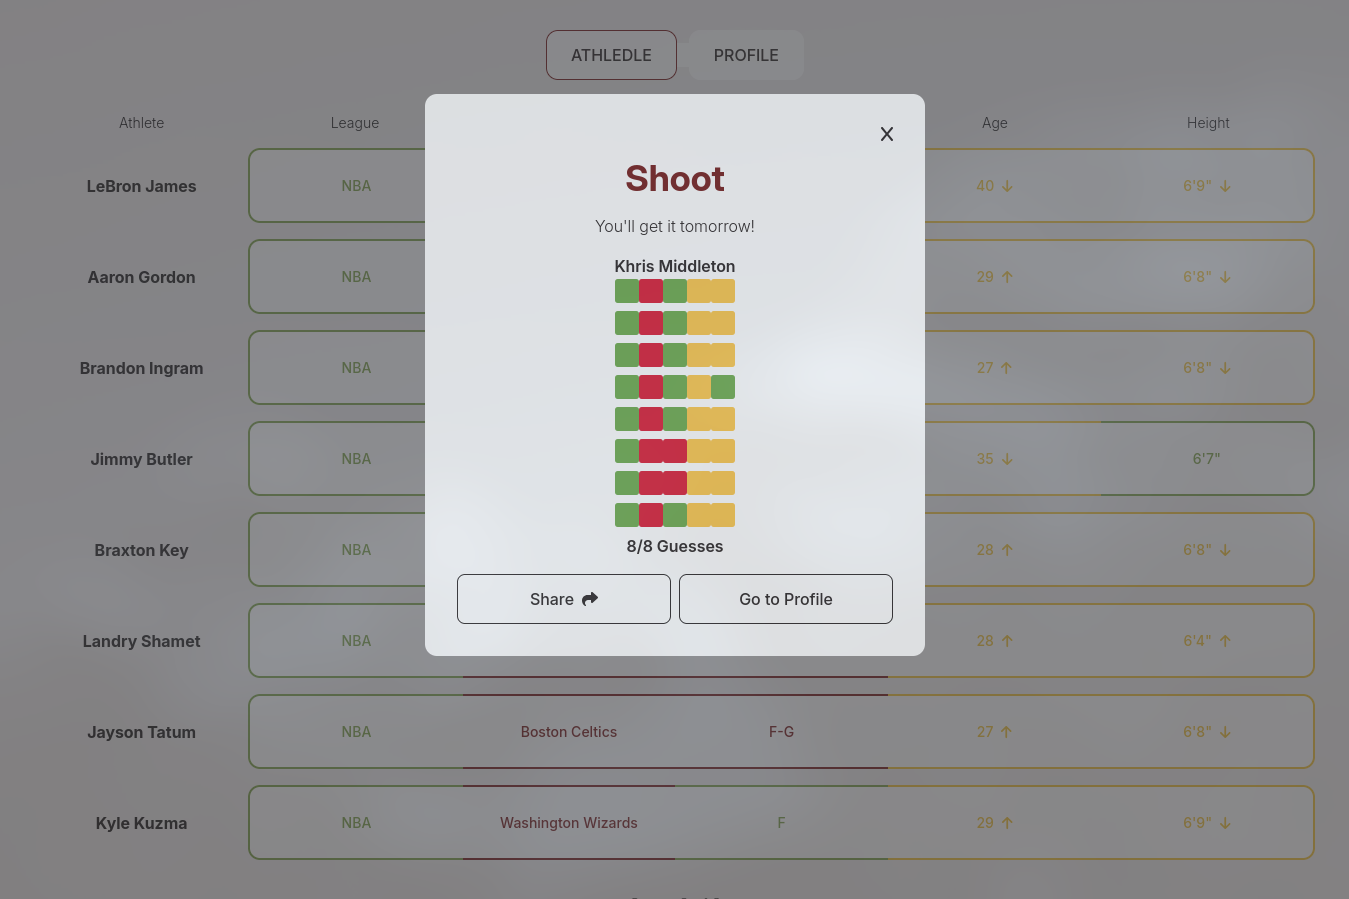 ATHLEDLE PROFILE
Athlete League Age Height
X
LeBron James NBA 40 ↓ 6'9" ↓
Shoot
You'll get it tomorrow!
Khris Middleton
Aaron Gordon NBA 29 ↑ 6'8" ↓
Brandon Ingram NBA 27 ↑ 6'8" ↓
Jimmy Butler NBA 35 ↓ 6'7"
Braxton Key NBA 28 ↑ 6'8" ↓
8/8 Guesses
Share Go to Profile
Landry Shamet NBA 28 ↑ 6'4" ↑
Jayson Tatum NBA Boston Celtics F-G 27 ↑ 6'8" ↓
Kyle Kuzma NBA Washington Wizards F 29 ↑ 6'9" ↓